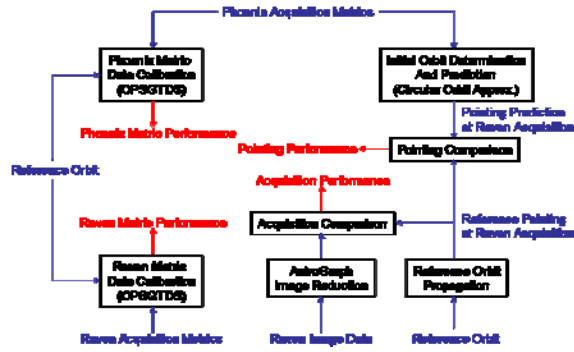 Phoenix Acquisition Metrics
Phoenix Metric
Data Calibration
(OPSGTDS)
Initial Orbit Determination
And Prediction
(Circular Orbit Approx.)
Pointing Prediction
at Raven Acquisition
Phoenix Metric Performance
Pointing Performance
Pointing Comparison
Reference Orbit
Acquisition Performance
Raven Metric Performance
Acquisition Comparison
Reference Pointing
at Raven Acquisition
Raven Metric
Data Calibration
(OPSGTDS)
AstroGraph
Image Reduction
Reference Orbit
Propagation
Raven Acquisition Metrics
Raven Image Data
Reference Orbit